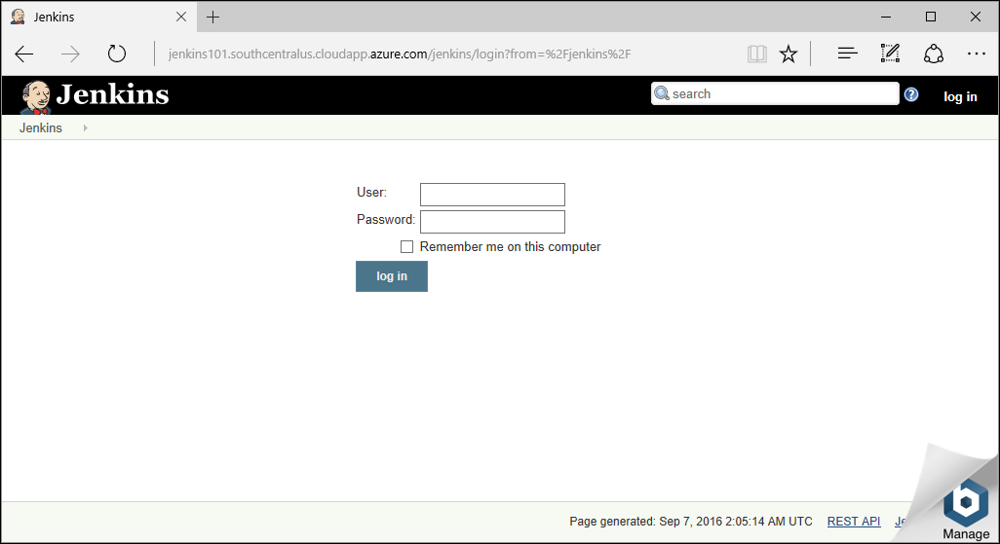 Jenkins
jenkins101.southcentralus.cloudapp.azure.com/jenkins/login?from=%2Fjenkins%2F
Jenkins
search
log in
Jenkins
User:
Password:
Remember me on this computer
log in
Page generated: Sep 7, 2016 2:05:14 AM UTC REST API
Manage